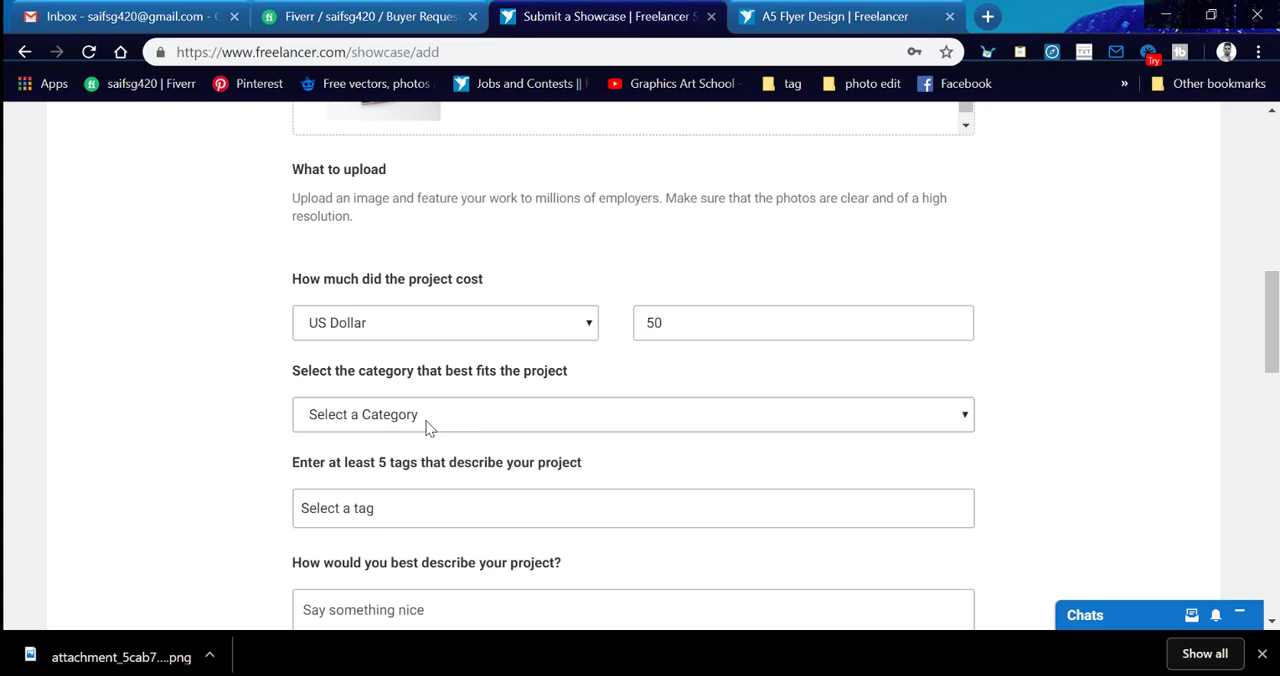 Inbox - saifsg420@gmail.com - G
Fiverr / saifsg420 / Buyer Reques
Submit a Showcase | Freelancer S
A5 Flyer Design | Freelancer
https://www.freelancer.com/showcase/add
TXT
Try
Apps
saifsg420 | Fiverr
Pinterest
Free vectors, photos
Jobs and Contests ||
Graphics Art School -
tag
photo edit
Facebook
»
Other bookmarks
What to upload
Upload an image and feature your work to millions of employers. Make sure that the photos are clear and of a high
resolution.
How much did the project cost
US Dollar
50
Select the category that best fits the project
Select a Category
Enter at least 5 tags that describe your project
Select a tag
How would you best describe your project?
Say something nice
Chats
attachment_5cab7....png
Show all